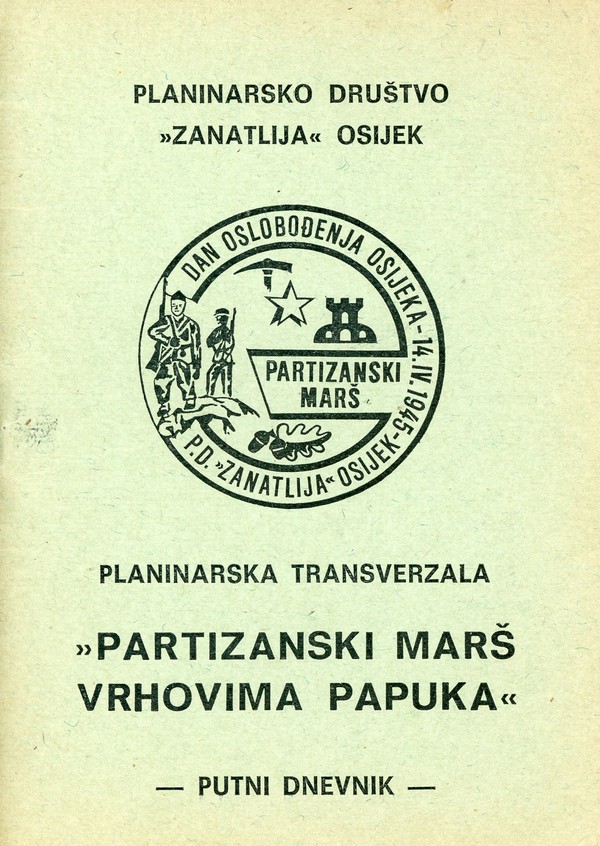 PLANINARSKO DRUŠTVO
»ZANATLIJA« OSIJEK
DAN OSLOBOĐENJA OSIJEKA-14.IV.1945-
PARTIZANSKI
MARŠ
P.D. »ZANATLIJA« OSIJEK-
PLANINARSKA TRANSVERZALA
»PARTIZANSKI MARŠ
VRHOVIMA PAPUKA«
— PUTNI DNEVNIK —